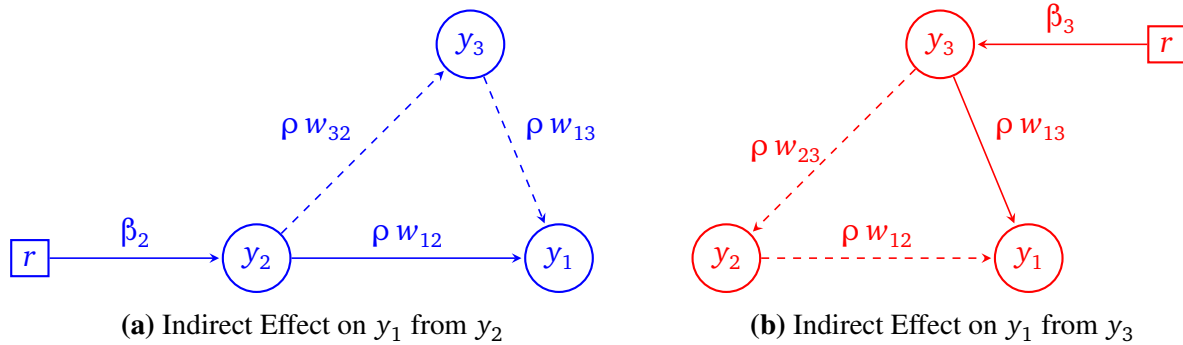 y₃
ρ w₃₂
ρ w₁₃
r
β₂
y₂
ρ w₁₂
y₁
(a) Indirect Effect on y₁ from y₂
y₃
β₃
r
ρ w₂₃
ρ w₁₃
y₂
ρ w₁₂
y₁
(b) Indirect Effect on y₁ from y₃